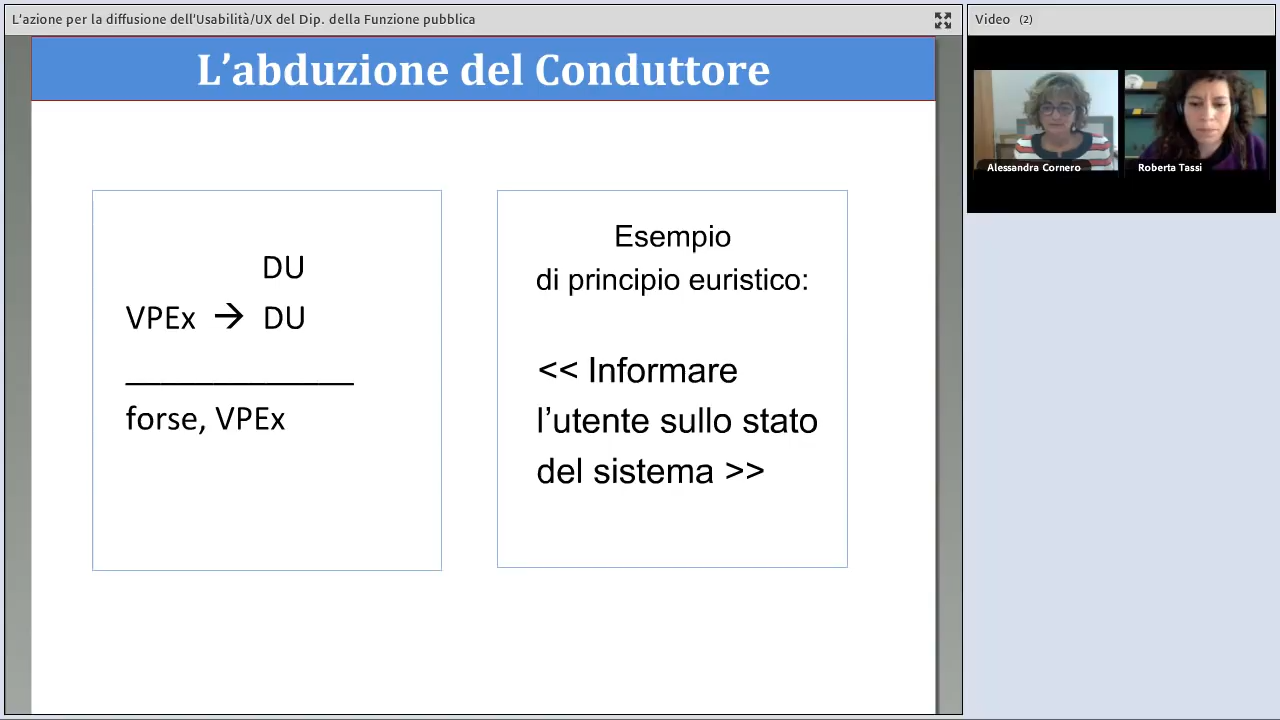 L'azione per la diffusione dell'Usabilità/UX del Dip. della Funzione pubblica
Video (2)
L'abduzione del Conduttore
Alessandra Cornero
Roberta Tassi
DU
VPEx → DU
_______________
forse, VPEx
Esempio
di principio euristico:
<< Informare
l'utente sullo stato
del sistema >>